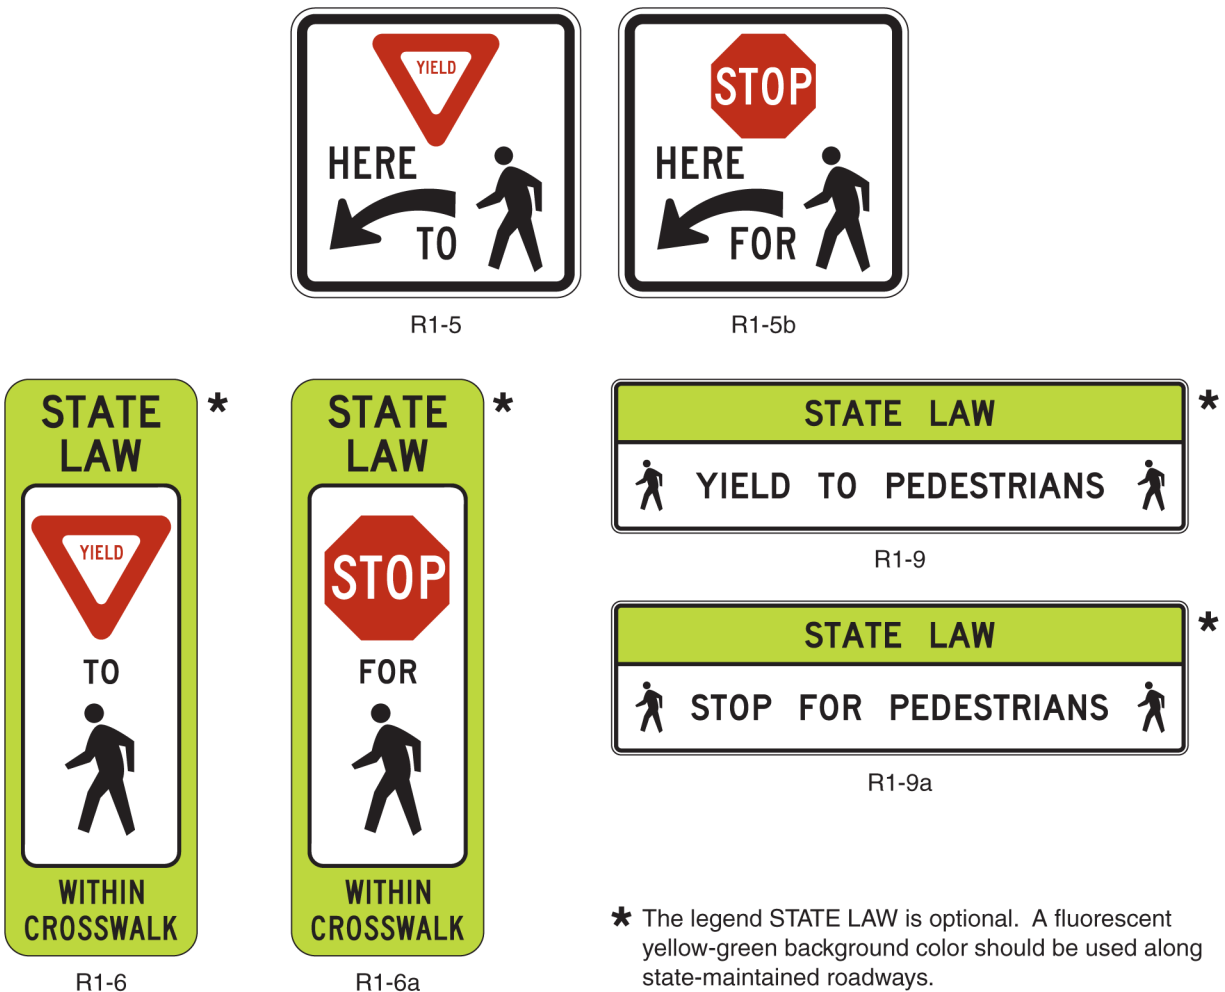 YIELD
HERE
TO
R1-5
STOP
HERE
FOR
R1-5b
STATE
LAW
*
YIELD
TO
WITHIN
CROSSWALK
R1-6
STATE
LAW
*
STOP
FOR
WITHIN
CROSSWALK
R1-6a
STATE LAW
*
YIELD TO PEDESTRIANS
R1-9
STATE LAW
*
STOP FOR PEDESTRIANS
R1-9a
* The legend STATE LAW is optional. A fluorescent
yellow-green background color should be used along
state-maintained roadways.